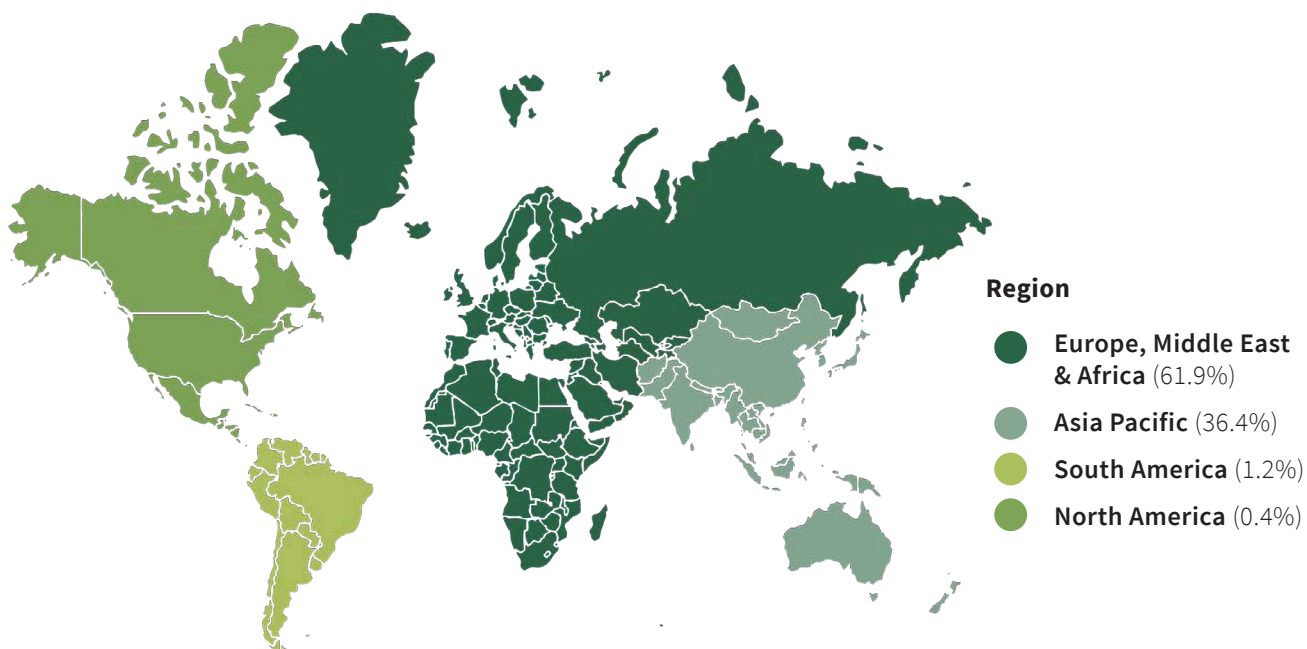 Region
Europe, Middle East
& Africa (61.9%)
Asia Pacific (36.4%)
South America (1.2%)
North America (0.4%)